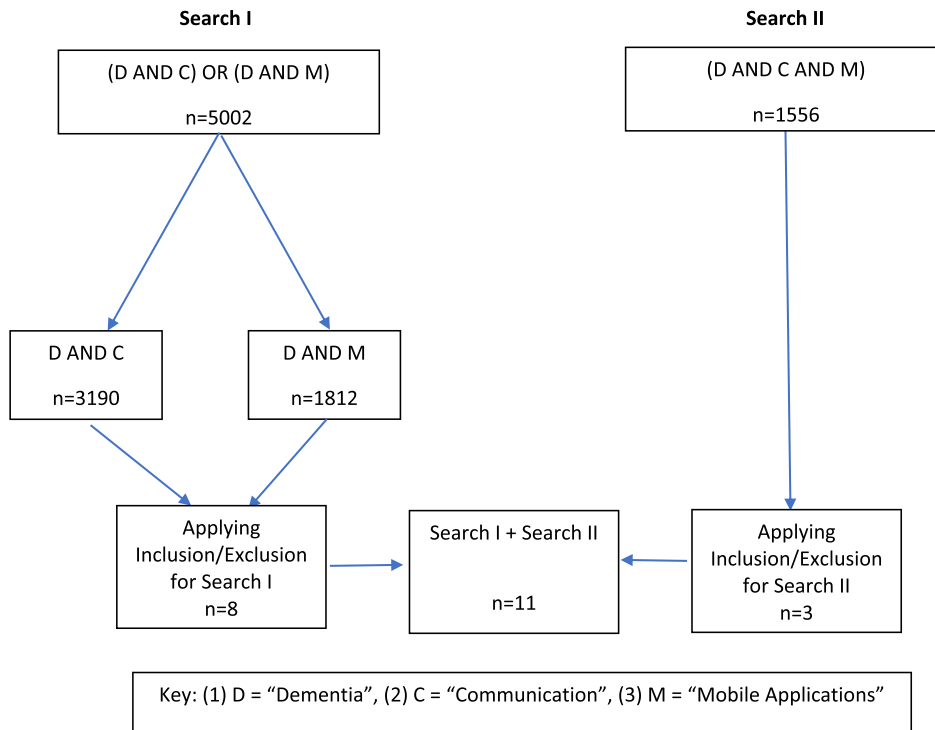 Search I
Search II
(D AND C) OR (D AND M)
n=5002
(D AND C AND M)
n=1556
D AND C
n=3190
D AND M
n=1812
Applying
Inclusion/Exclusion
for Search I
n=8
Search I + Search II
n=11
Applying
Inclusion/Exclusion
for Search II
n=3
Key: (1) D = “Dementia”, (2) C = “Communication”, (3) M = “Mobile Applications”